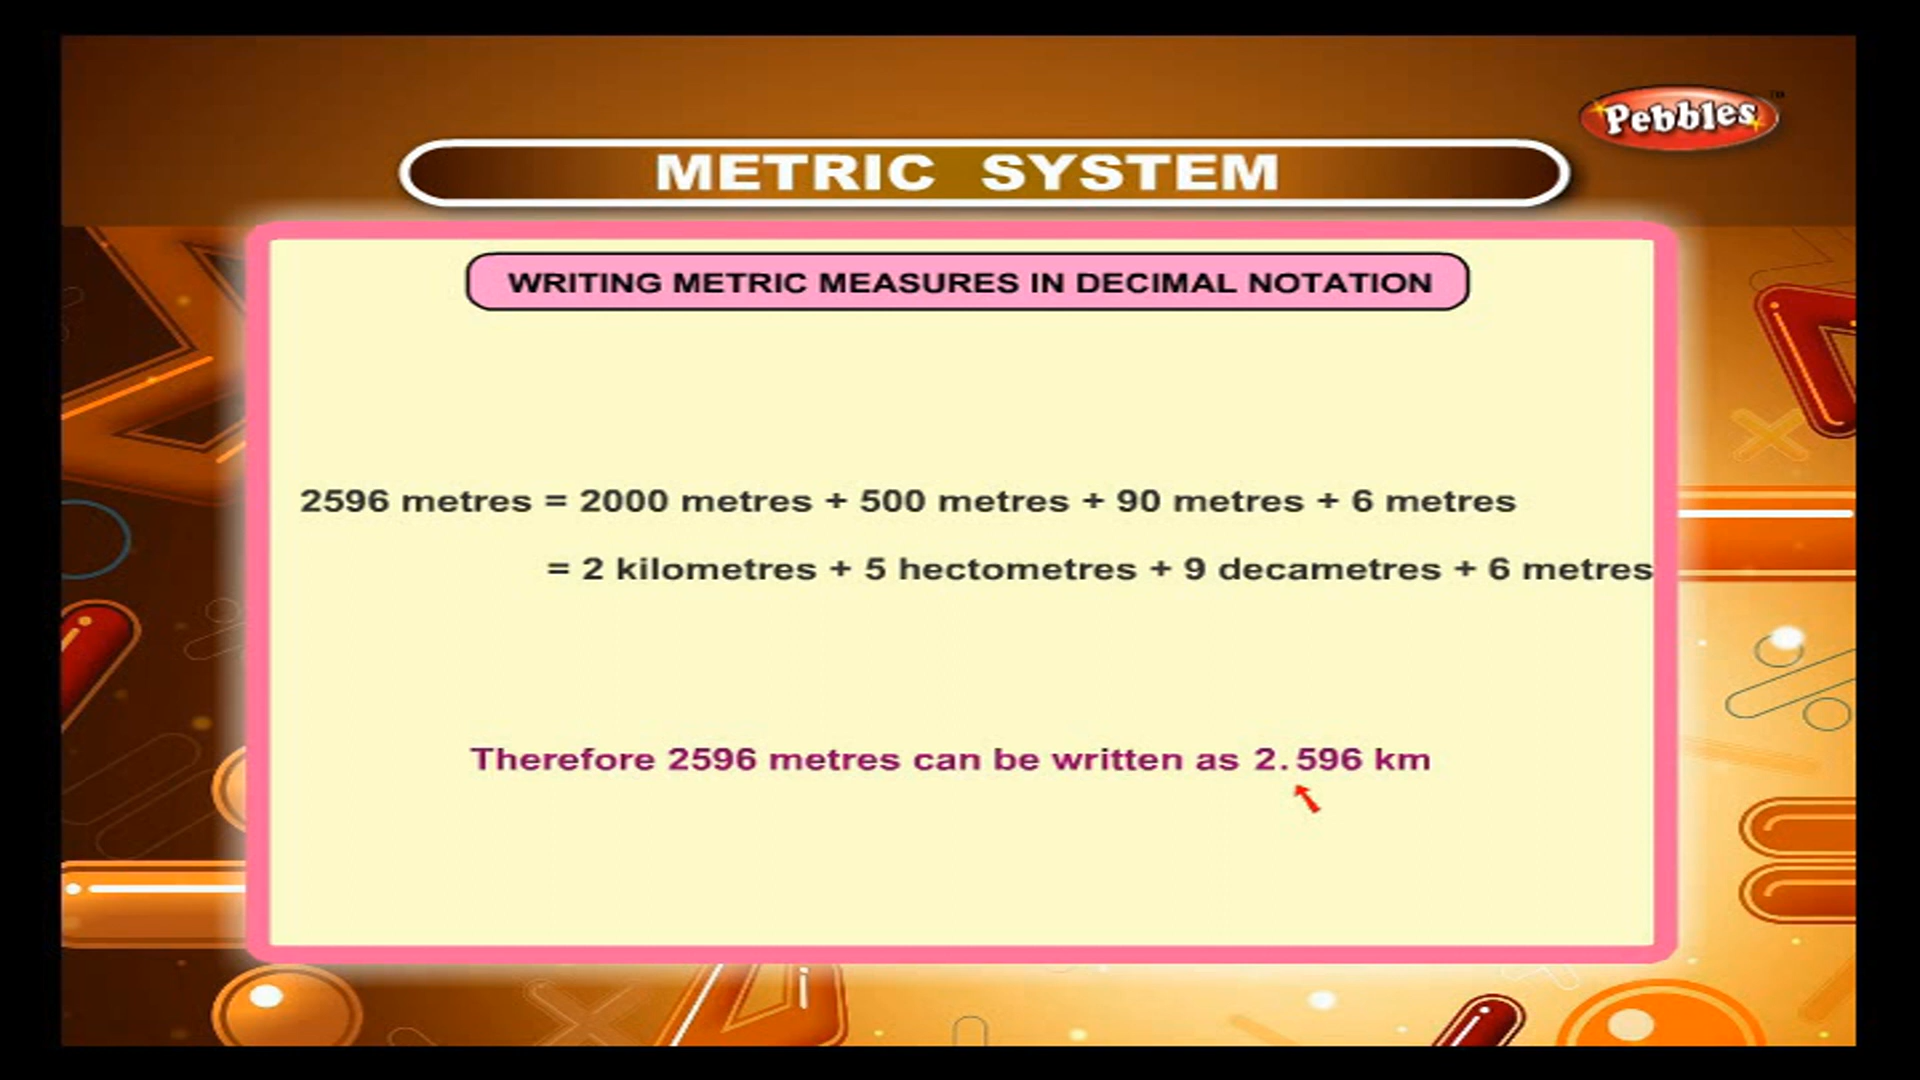 Pebbles™
METRIC SYSTEM
WRITING METRIC MEASURES IN DECIMAL NOTATION
2596 metres = 2000 metres + 500 metres + 90 metres + 6 metres
= 2 kilometres + 5 hectometres + 9 decametres + 6 metres
Therefore 2596 metres can be written as 2.596 km